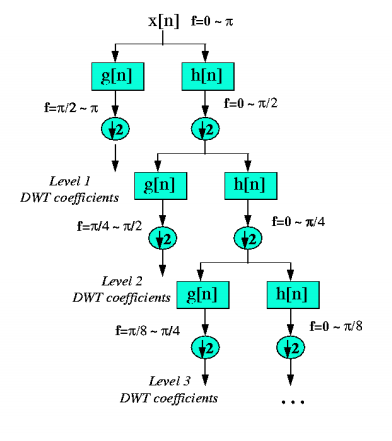 x[n] f=0 ~ π
g[n] h[n]
f=π/2 ~ π f=0 ~ π/2
↓2 ↓2
Level 1
DWT coefficients
g[n] h[n]
f=π/4 ~ π/2 f=0 ~ π/4
↓2 ↓2
Level 2
DWT coefficients
g[n] h[n]
f=π/8 ~ π/4 f=0 ~ π/8
↓2 ↓2
Level 3
DWT coefficients
...